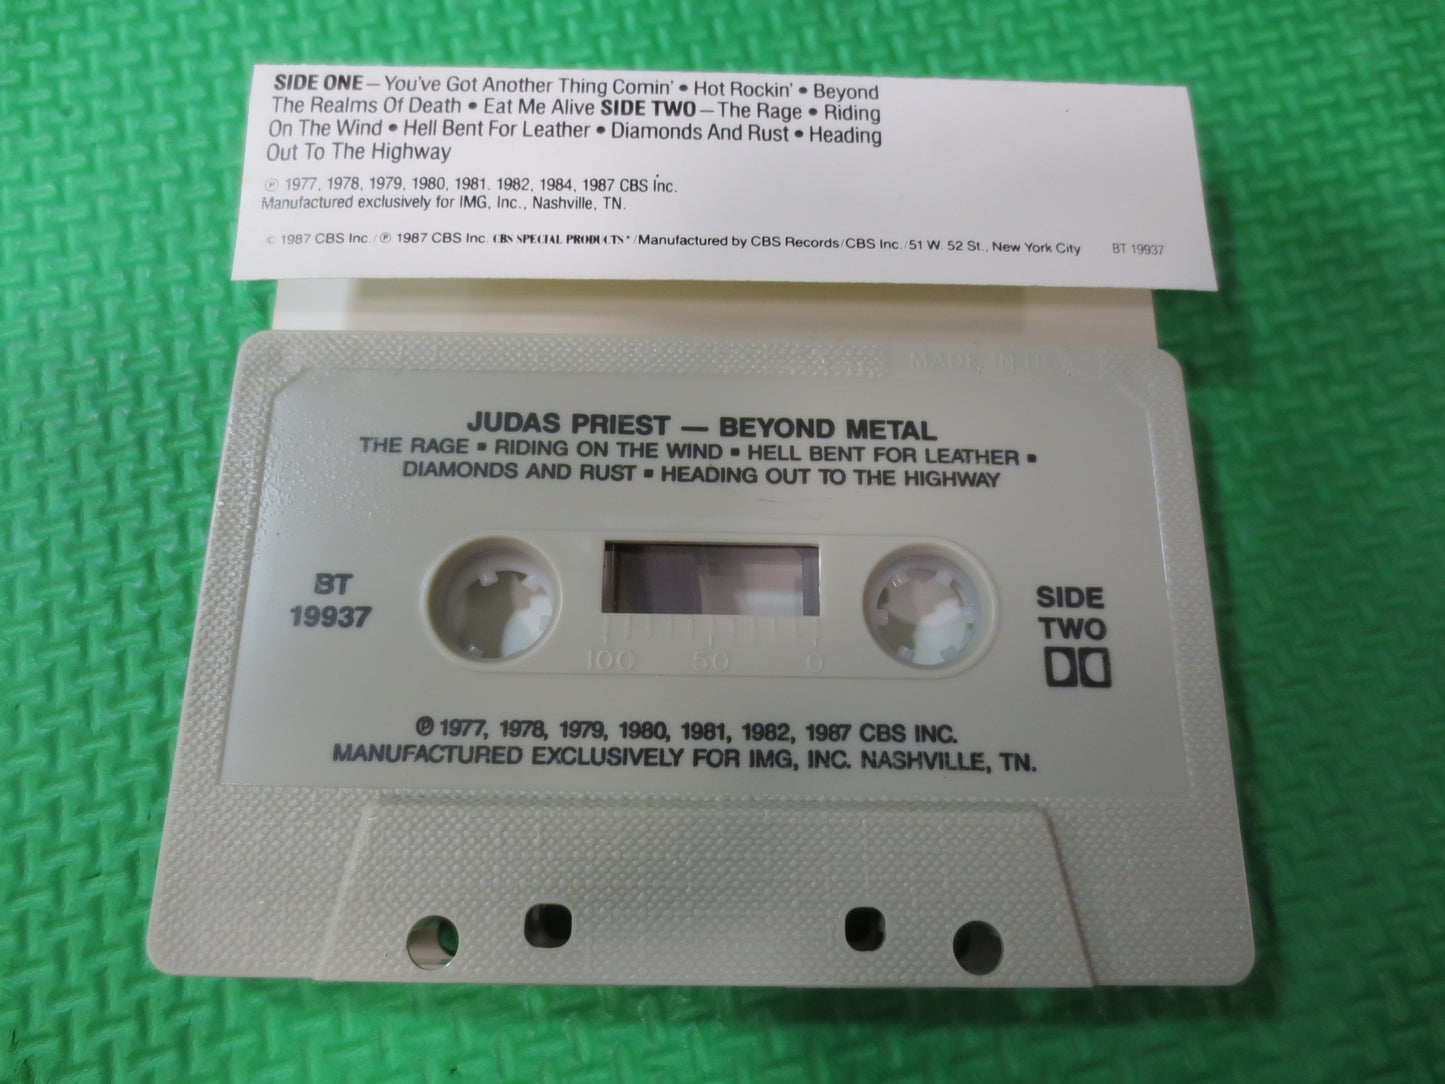 SIDE ONE – You've Got Another Thing Comin' • Hot Rockin' • Beyond
The Realms Of Death • Eat Me Alive SIDE TWO – The Rage • Riding
On The Wind • Hell Bent For Leather • Diamonds And Rust • Heading
Out To The Highway
℗ 1977, 1978, 1979, 1980, 1981. 1982, 1984, 1987 CBS Inc.
Manufactured exclusively for IMG, Inc., Nashville, TN.
© 1987 CBS Inc./℗ 1987 CBS Inc. CBS SPECIAL PRODUCTS/Manufactured by CBS Records/CBS Inc./51 W. 52 St., New York City BT 19937
MADE IN USA
JUDAS PRIEST — BEYOND METAL
THE RAGE ▪ RIDING ON THE WIND ▪ HELL BENT FOR LEATHER ▪
DIAMONDS AND RUST ▪ HEADING OUT TO THE HIGHWAY
BT
19937
100 50 0
SIDE
TWO
℗ 1977, 1978, 1979, 1980, 1981, 1982, 1987 CBS INC.
MANUFACTURED EXCLUSIVELY FOR IMG, INC. NASHVILLE, TN.